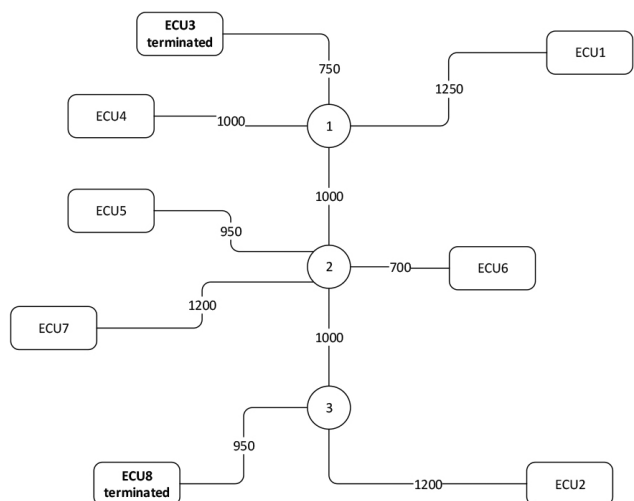 ECU3
terminated
ECU1
750
1250
ECU4
1000
1
1000
ECU5
950
2
700
ECU6
1200
ECU7
1000
3
950
ECU8
terminated
1200
ECU2